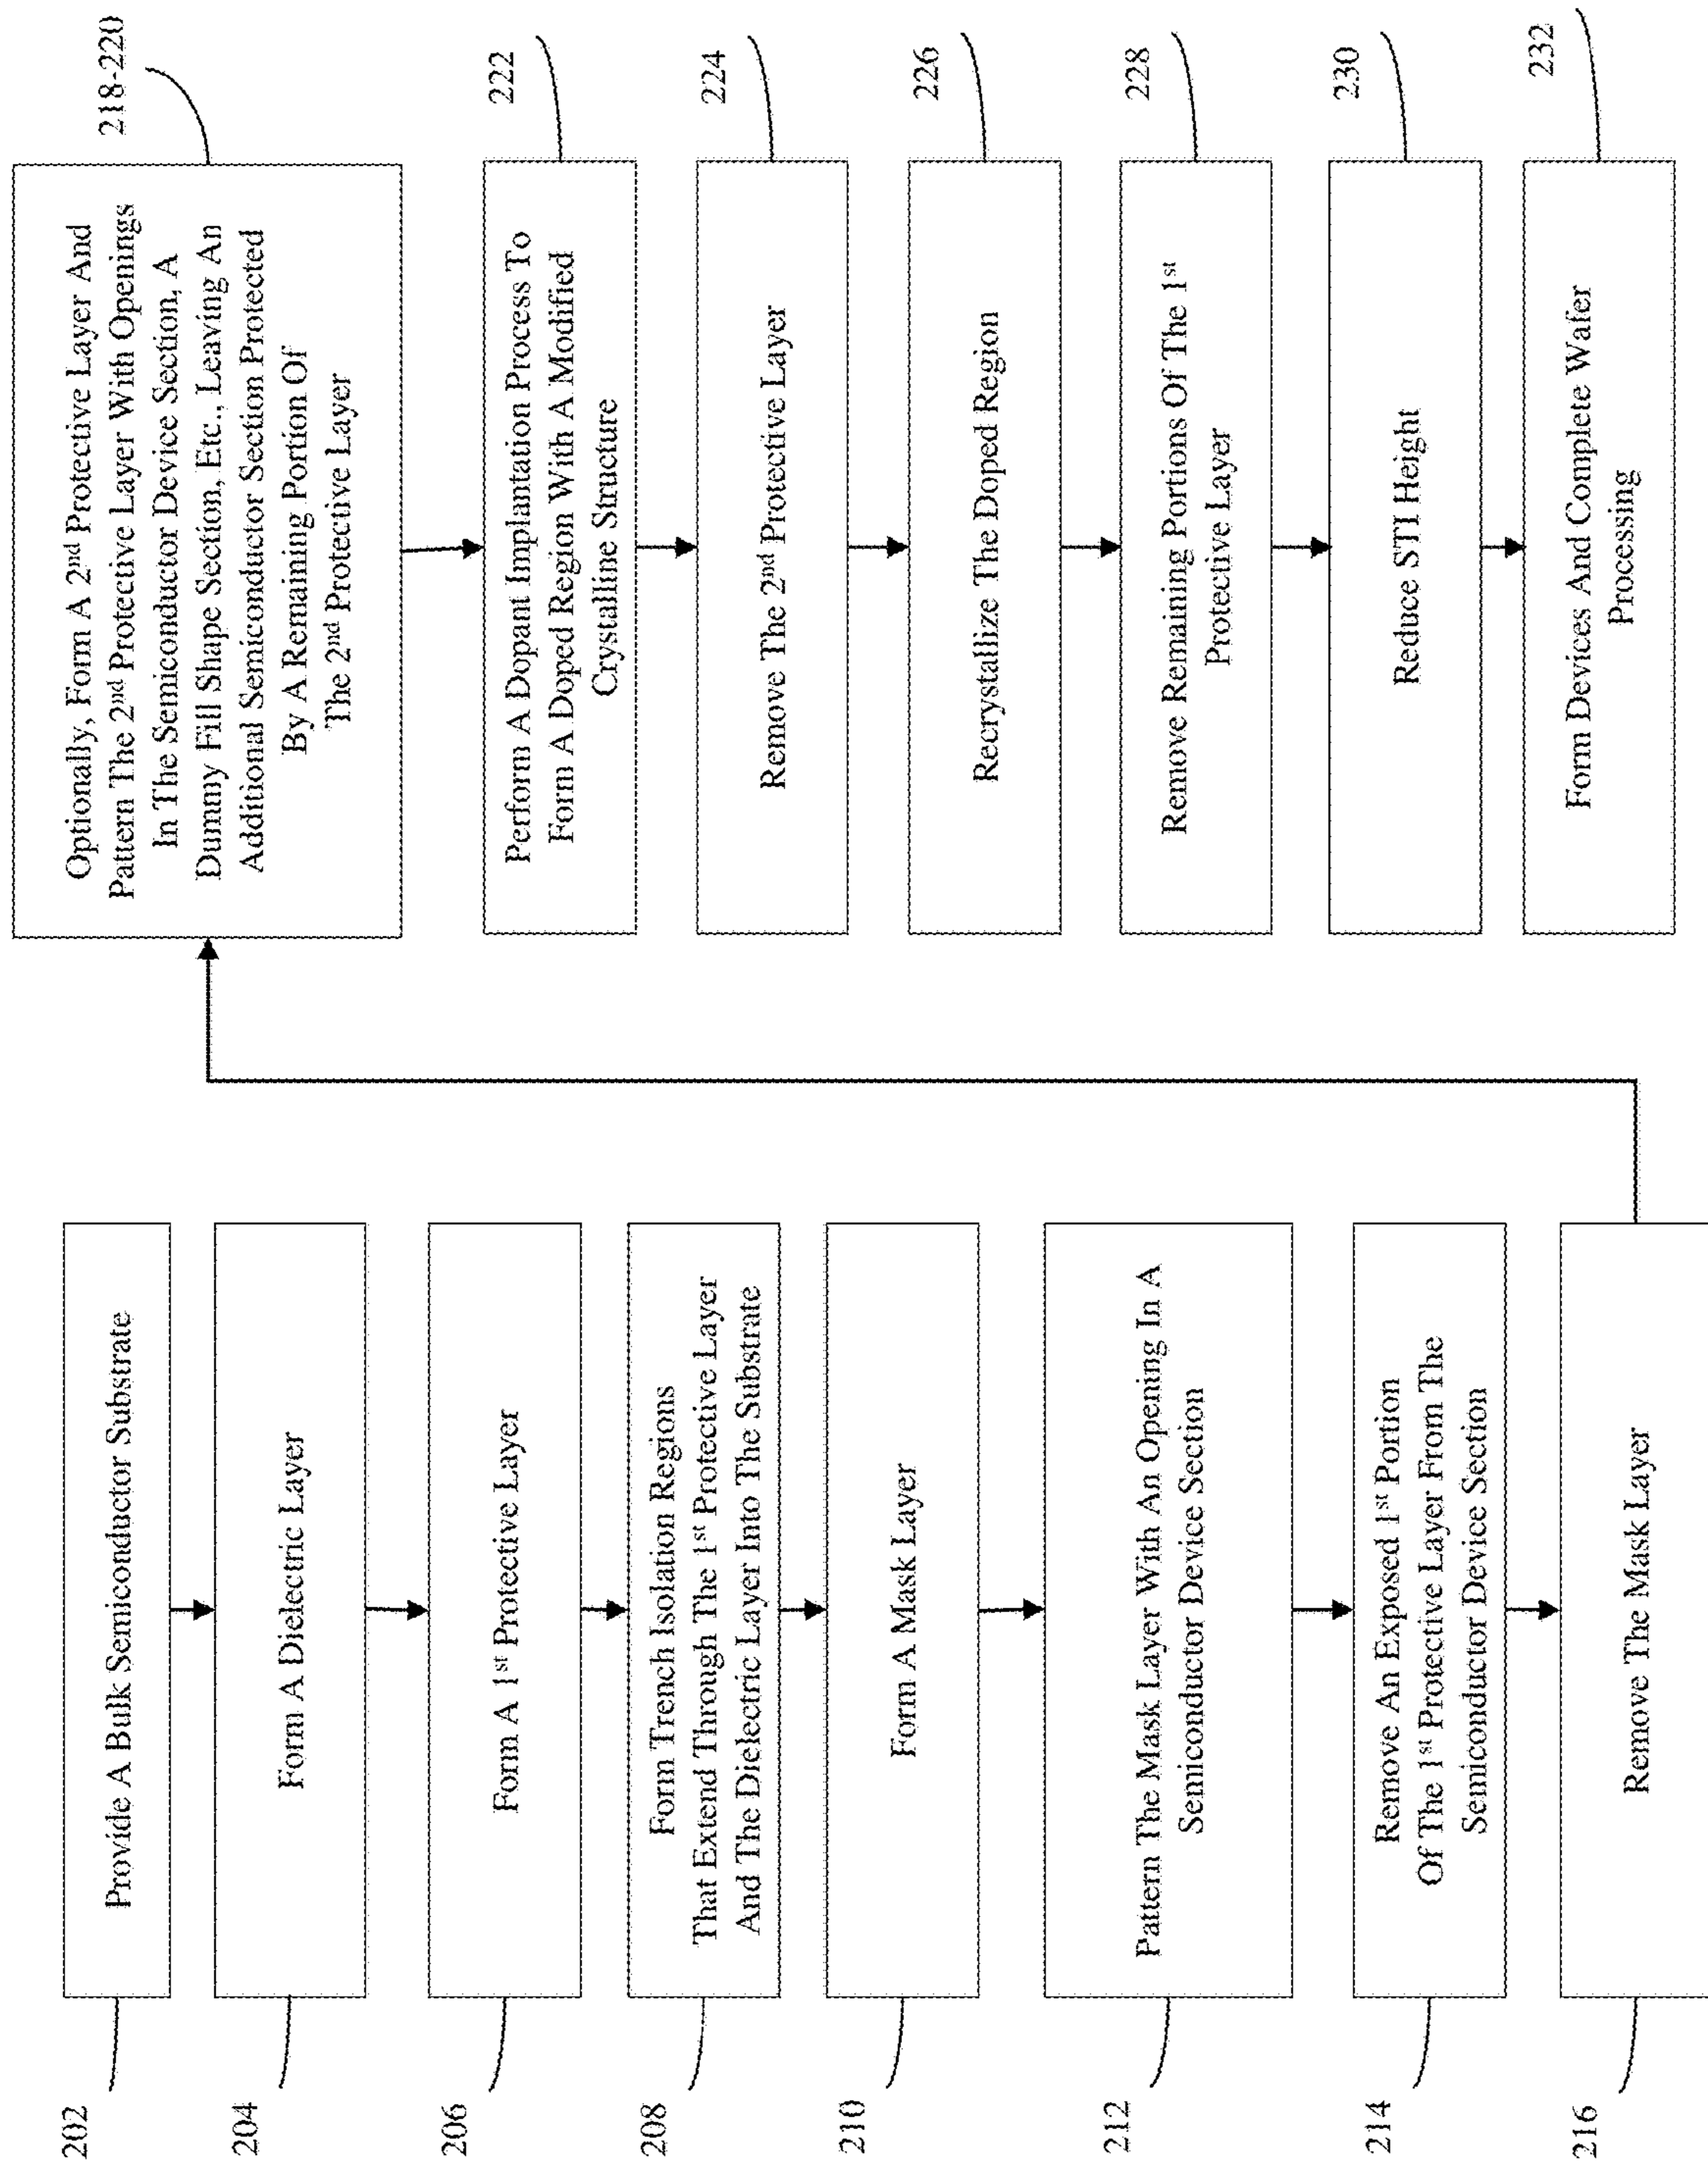 202
Provide A Bulk Semiconductor Substrate
204
Form A Dielectric Layer
206
Form A 1st Protective Layer
208
Form Trench Isolation Regions
That Extend Through The 1st Protective Layer
And The Dielectric Layer Into The Substrate
210
Form A Mask Layer
212
Pattern The Mask Layer With An Opening In A
Semiconductor Device Section
214
Remove An Exposed 1st Portion
Of The 1st Protective Layer From The
Semiconductor Device Section
216
Remove The Mask Layer
218-220
Optionally, Form A 2nd Protective Layer And
Pattern The 2nd Protective Layer With Openings
In The Semiconductor Device Section, A
Dummy Fill Shape Section, Etc., Leaving An
Additional Semiconductor Section Protected
By A Remaining Portion Of
The 2nd Protective Layer
222
Perform A Dopant Implantation Process To
Form A Doped Region With A Modified
Crystalline Structure
224
Remove The 2nd Protective Layer
226
Recrystallize The Doped Region
228
Remove Remaining Portions Of The 1st
Protective Layer
230
Reduce STI Height
232
Form Devices And Complete Wafer
Processing